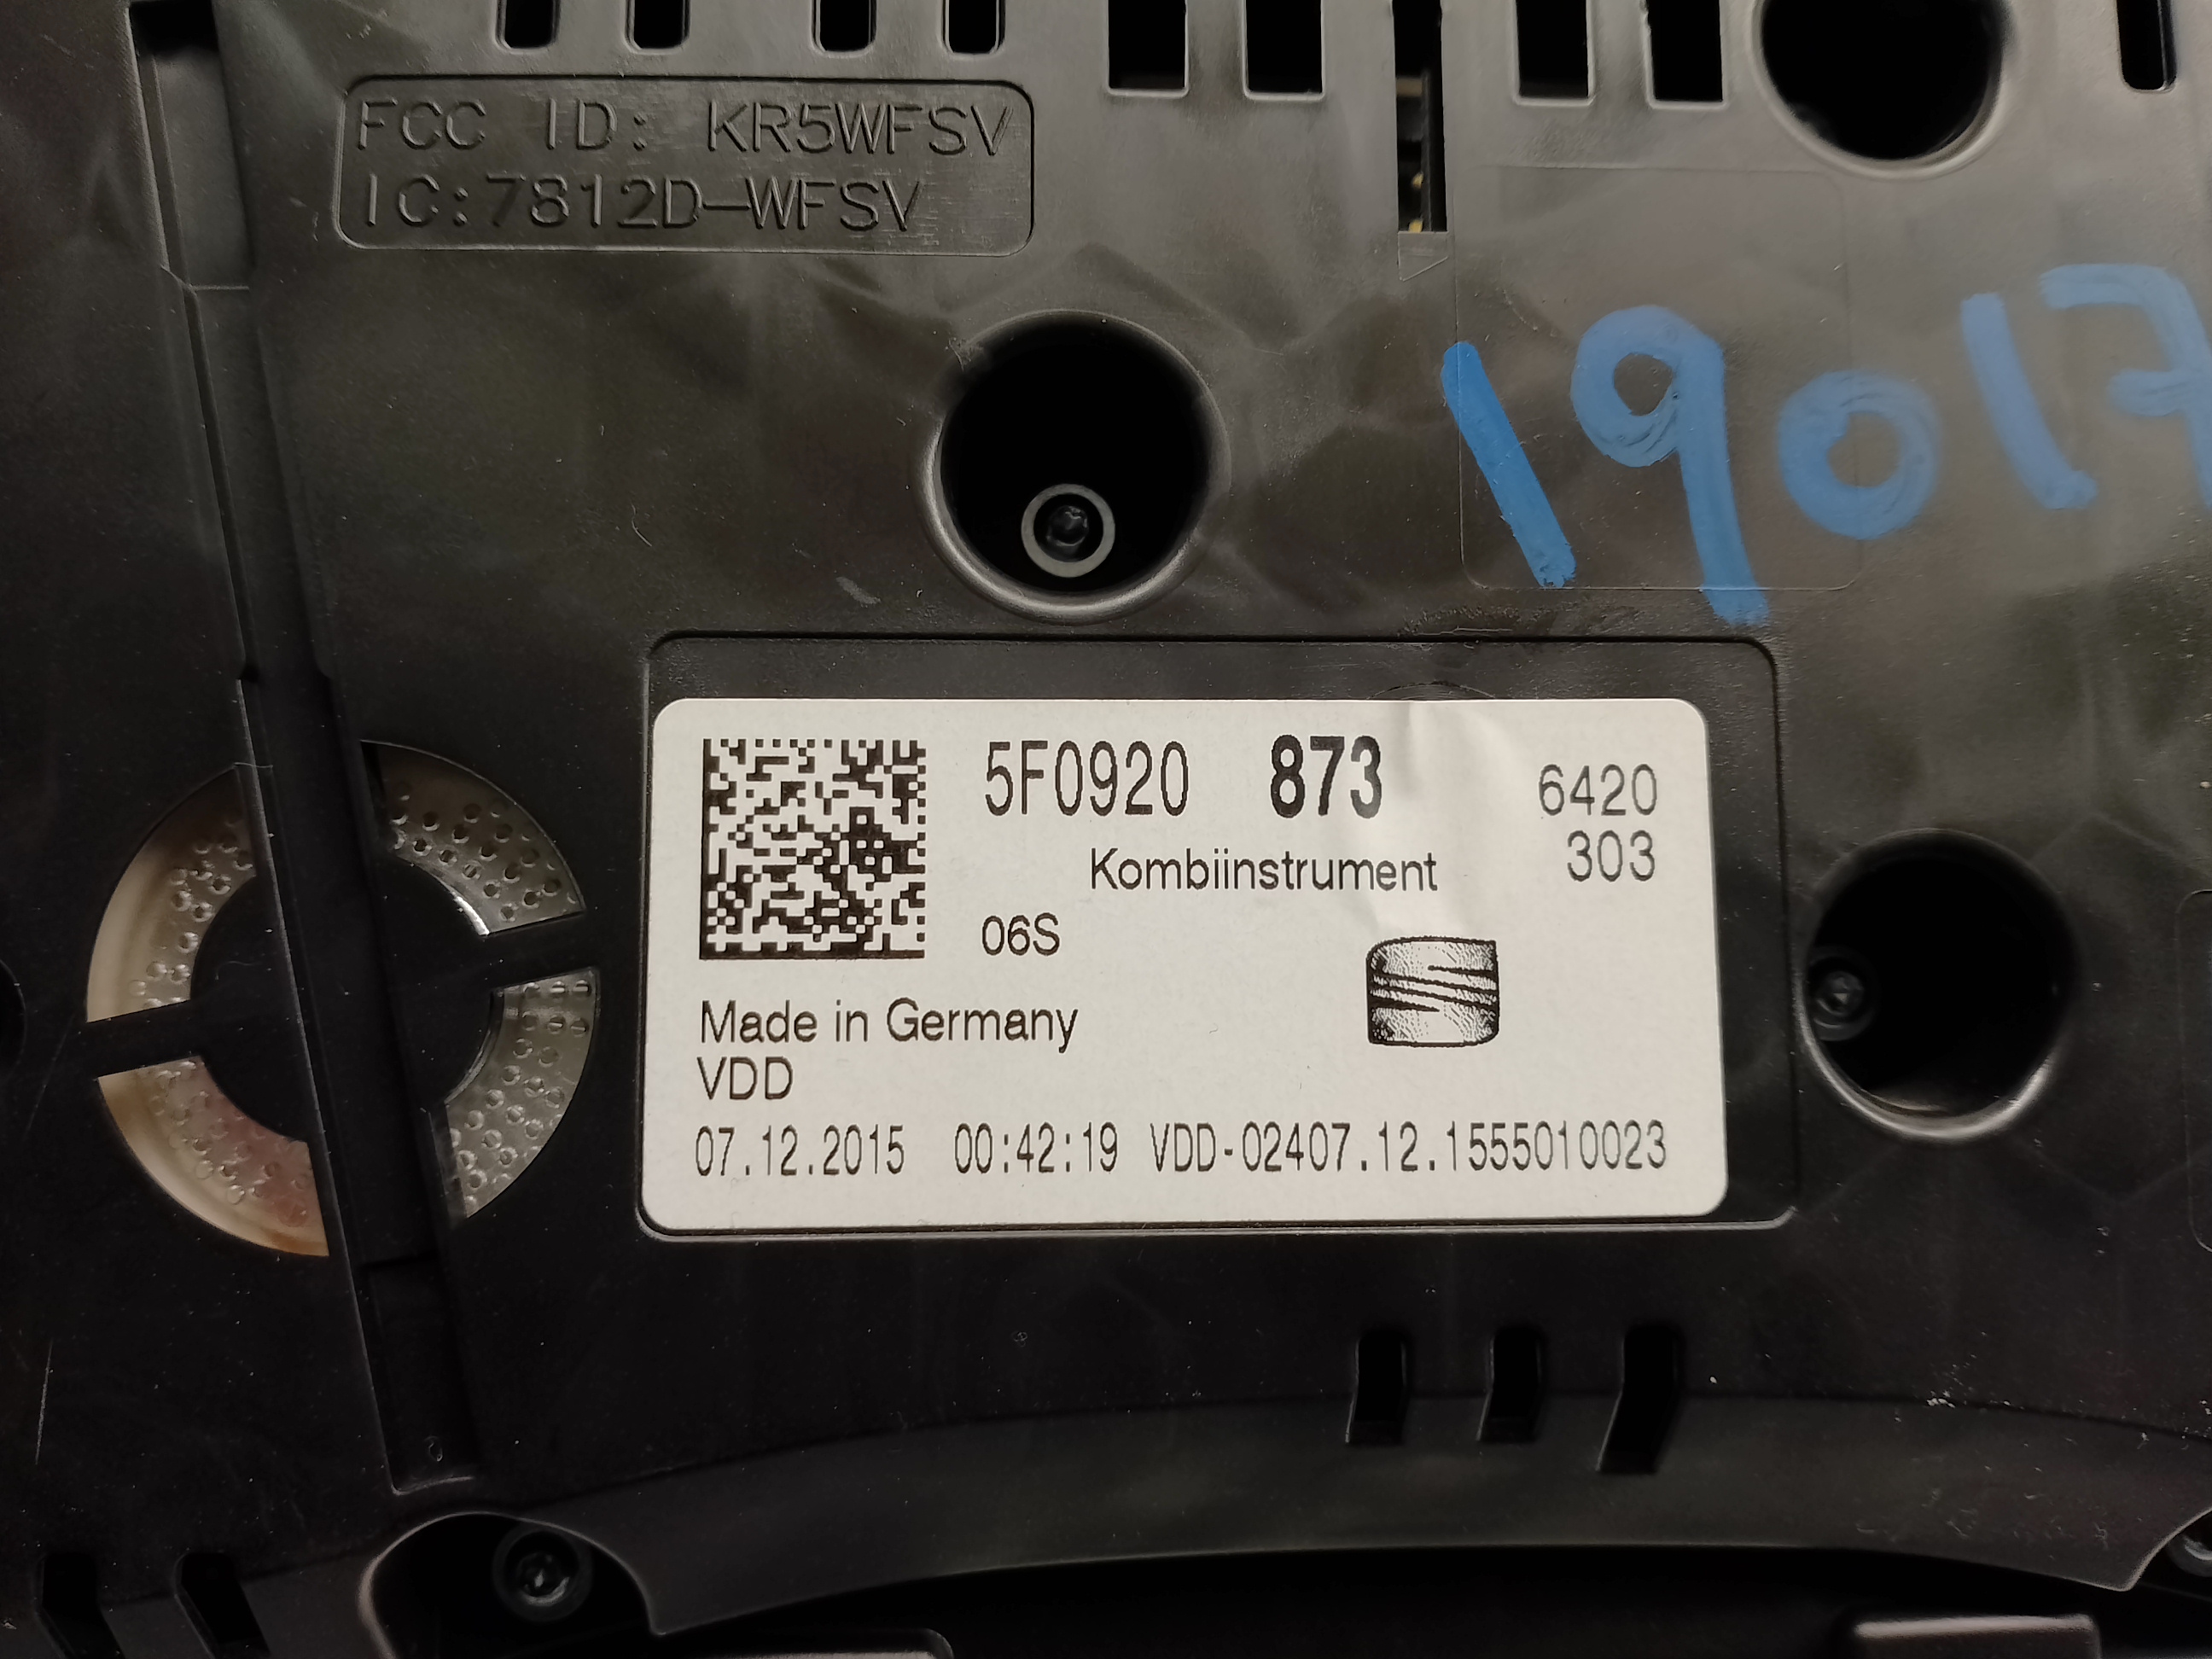 FCC ID: KR5WFSV
IC:7812D-WFSV
19017
5F0920 873 6420
303
Kombiinstrument
06S
Made in Germany
VDD
07.12.2015 00:42:19 VDD-02407.12.1555010023